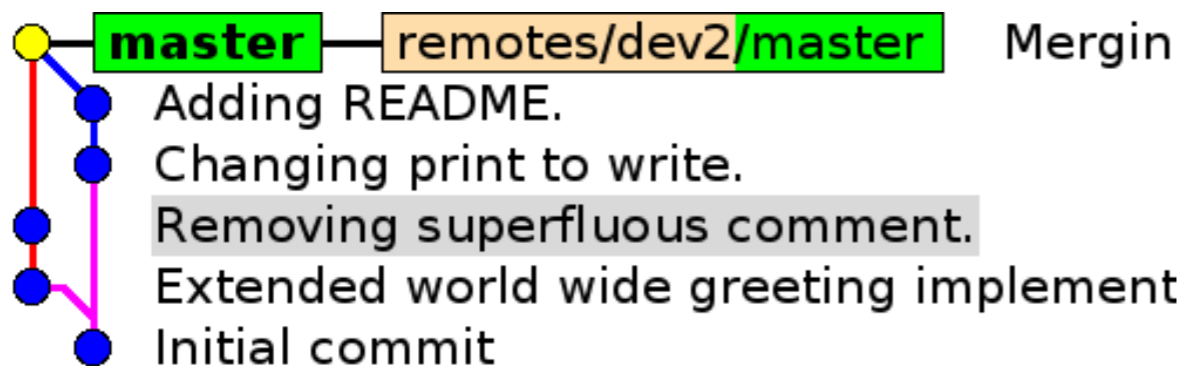 master remotes/dev2/master Mergin
Adding README.
Changing print to write.
Removing superfluous comment.
Extended world wide greeting implement
Initial commit